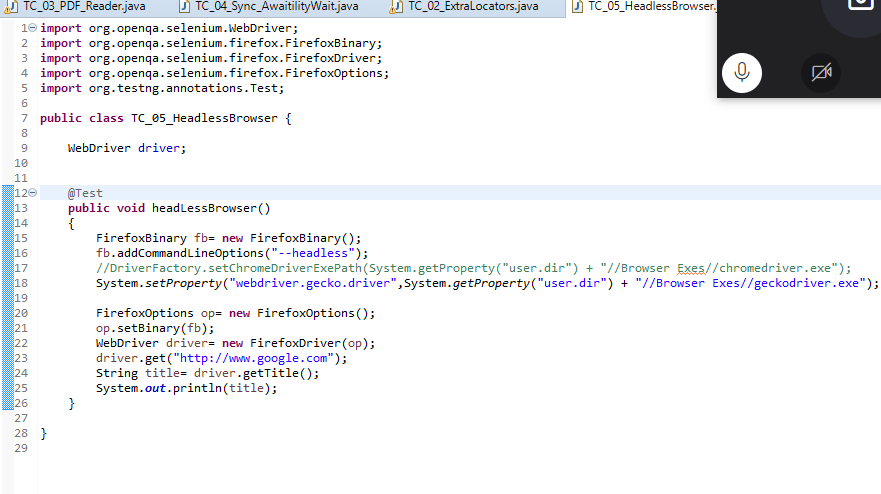 TC_03_PDF_Reader.java TC_04_Sync_AwaitilityWait.java TC_02_ExtraLocators.java TC_05_HeadlessBrowser.
1 import org.openqa.selenium.WebDriver;
2 import org.openqa.selenium.firefox.FirefoxBinary;
3 import org.openqa.selenium.firefox.FirefoxDriver;
4 import org.openqa.selenium.firefox.FirefoxOptions;
5 import org.testng.annotations.Test;
6
7 public class TC_05_HeadlessBrowser {
8
9 WebDriver driver;
10
11
12 @Test
13 public void headLessBrowser()
14 {
15 FirefoxBinary fb= new FirefoxBinary();
16 fb.addCommandLineOptions("--headless");
17 //DriverFactory.setChromeDriverExePath(System.getProperty("user.dir") + "//Browser Exes//chromedriver.exe");
18 System.setProperty("webdriver.gecko.driver",System.getProperty("user.dir") + "//Browser Exes//geckodriver.exe");
19
20 FirefoxOptions op= new FirefoxOptions();
21 op.setBinary(fb);
22 WebDriver driver= new FirefoxDriver(op);
23 driver.get("http://www.google.com");
24 String title= driver.getTitle();
25 System.out.println(title);
26 }
27
28 }
29